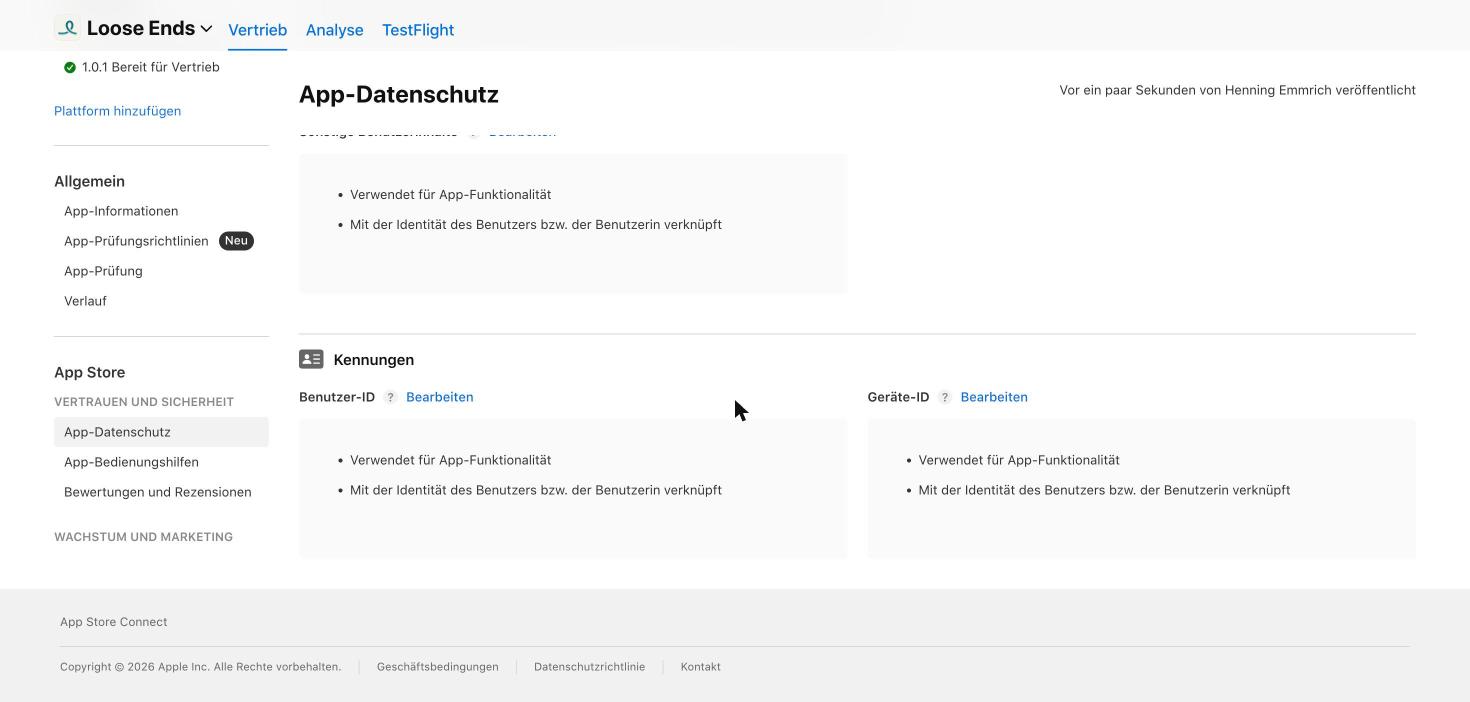 Loose Ends
Vertrieb
Analyse
TestFlight
1.0.1 Bereit für Vertrieb
Plattform hinzufügen
Allgemein
App-Informationen
App-Prüfungsrichtlinien Neu
App-Prüfung
Verlauf
App Store
VERTRAUEN UND SICHERHEIT
App-Datenschutz
App-Bedienungshilfen
Bewertungen und Rezensionen
WACHSTUM UND MARKETING
App-Datenschutz
Vor ein paar Sekunden von Henning Emmrich veröffentlicht
Sonstige Benutzerinhalte ? Bearbeiten
• Verwendet für App-Funktionalität
• Mit der Identität des Benutzers bzw. der Benutzerin verknüpft
Kennungen
Benutzer-ID ? Bearbeiten
• Verwendet für App-Funktionalität
• Mit der Identität des Benutzers bzw. der Benutzerin verknüpft
Geräte-ID ? Bearbeiten
• Verwendet für App-Funktionalität
• Mit der Identität des Benutzers bzw. der Benutzerin verknüpft
App Store Connect
Copyright © 2026 Apple Inc. Alle Rechte vorbehalten. | Geschäftsbedingungen | Datenschutzrichtlinie | Kontakt